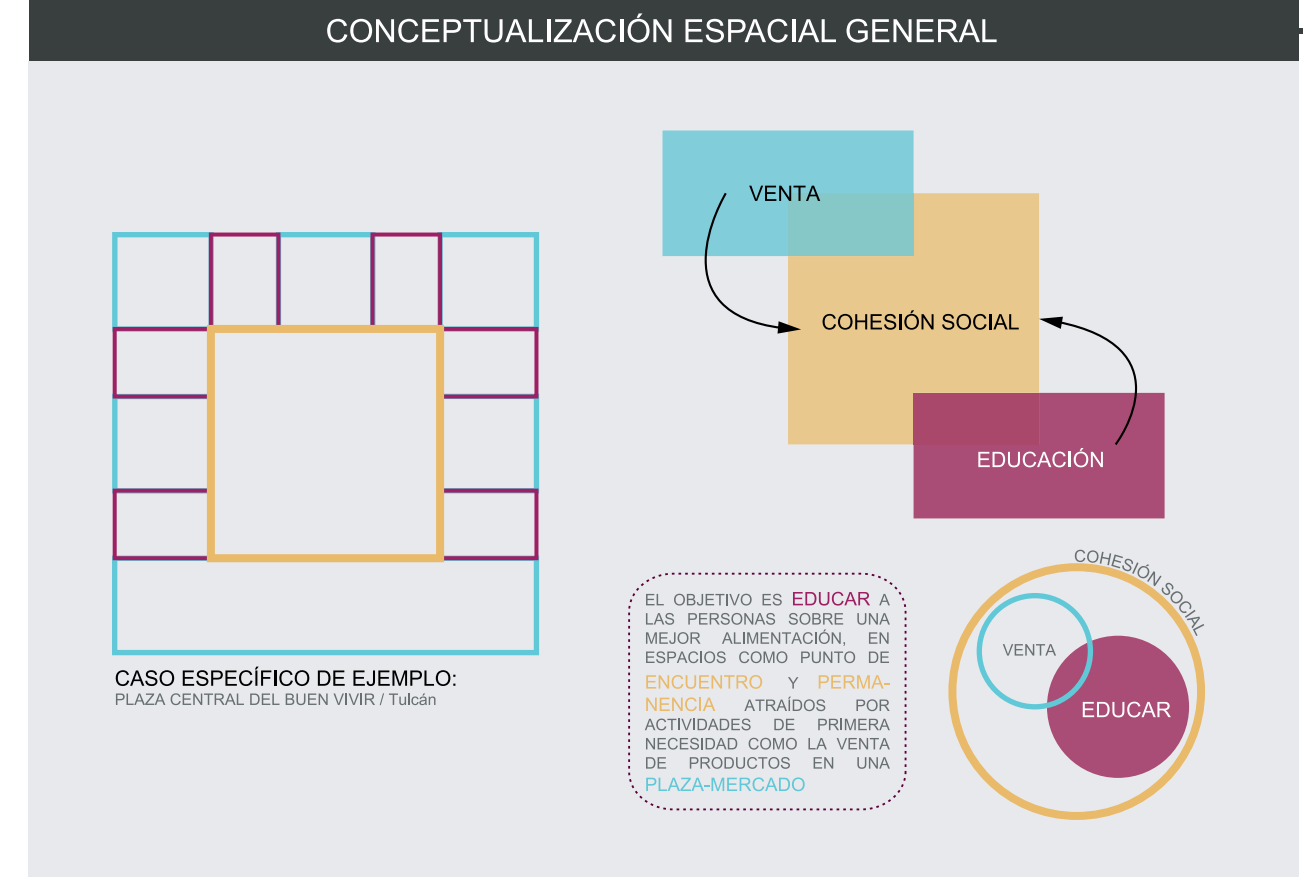 CONCEPTUALIZACIÓN ESPACIAL GENERAL
VENTA
COHESIÓN SOCIAL
EDUCACIÓN
CASO ESPECÍFICO DE EJEMPLO:
PLAZA CENTRAL DEL BUEN VIVIR / Tulcán
EL OBJETIVO ES EDUCAR A
LAS PERSONAS SOBRE UNA
MEJOR ALIMENTACIÓN, EN
ESPACIOS COMO PUNTO DE
ENCUENTRO Y PERMA-
NENCIA ATRAÍDOS POR
ACTIVIDADES DE PRIMERA
NECESIDAD COMO LA VENTA
DE PRODUCTOS EN UNA
PLAZA-MERCADO
COHESIÓN SOCIAL
VENTA
EDUCAR